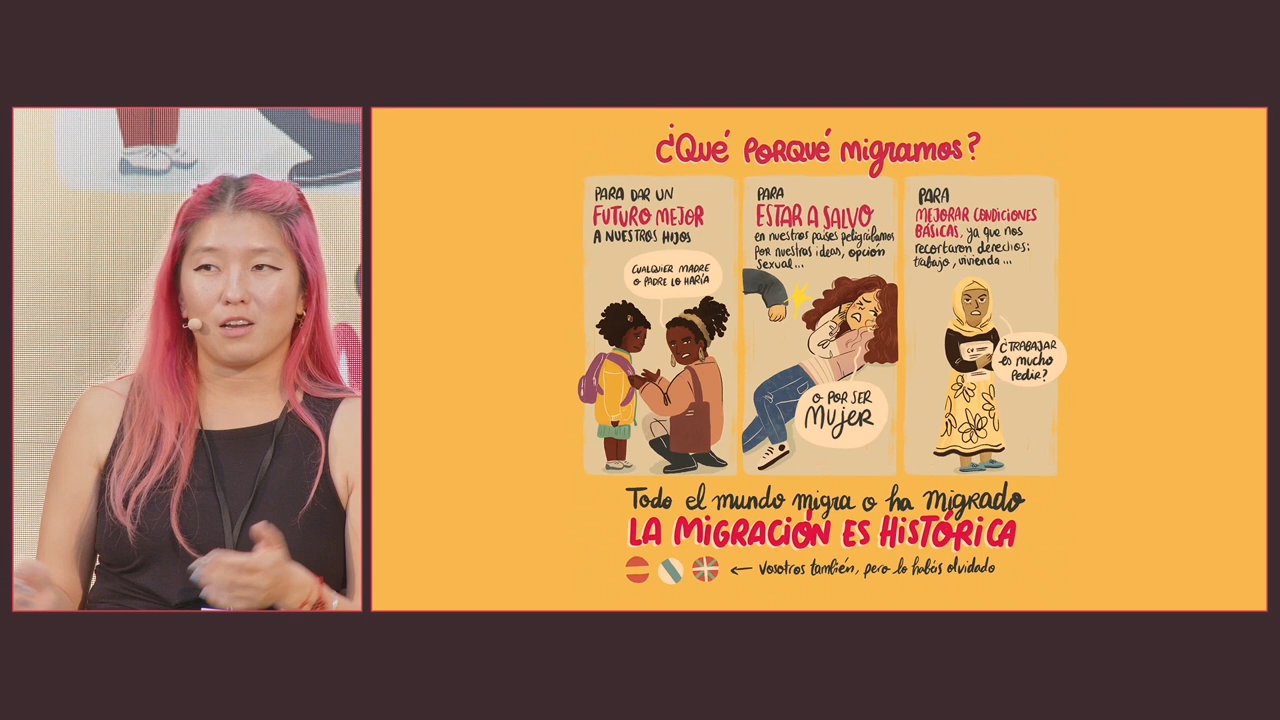 ¿Qué PORQUÉ migramos?
PARA DAR UN
FUTURO MEJOR
A NUESTROS HIJOS
CUALQUIER MADRE
O PADRE LO HARÍA
PARA
ESTAR A SALVO
en nuestros países peligrábamos
por nuestras ideas, opción
sexual...
O POR SER
Mujer
PARA
MEJORAR CONDICIONES
BÁSICAS, ya que nos
recortaron derechos:
trabajo, vivienda...
¿TRABAJAR
es mucho
pedir?
Todo el mundo migra o ha migrado
LA MIGRACIÓN ES HISTÓRICA
← Vosotros también, pero lo habéis olvidado